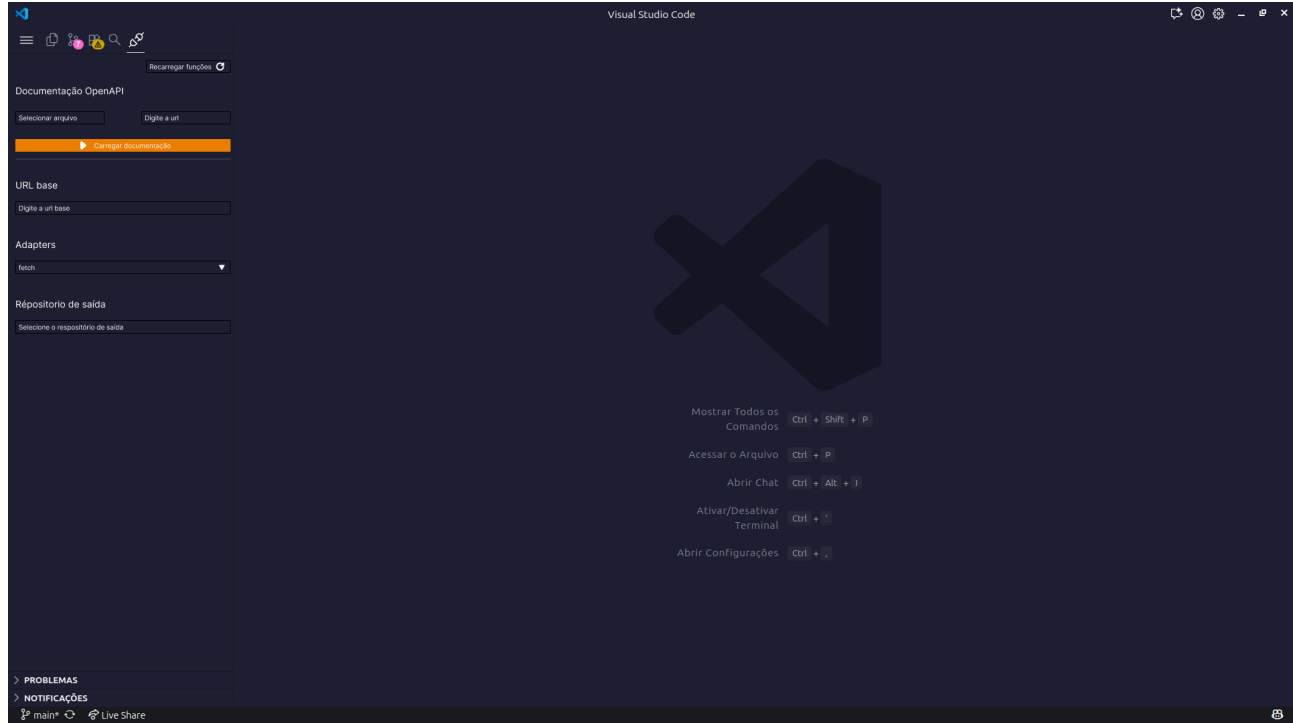 Visual Studio Code
7
Recarregar funções
Documentação OpenAPI
Selecionar arquivo
Digite a url
Carregar documentação
URL base
Digite a url base
Adapters
fetch
Répositorio de saída
Selecione o respositório de saída
Mostrar Todos os
Comandos
Ctrl + Shift + P
Acessar o Arquivo Ctrl + P
Abrir Chat Ctrl + Alt + I
Ativar/Desativar
Terminal
Ctrl + `
Abrir Configurações Ctrl + ,
PROBLEMAS
NOTIFICAÇÕES
main* Live Share